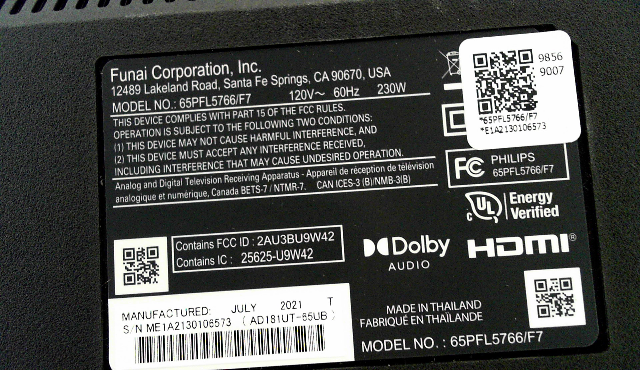 Funai Corporation, Inc.
12489 Lakeland Road, Santa Fe Springs, CA 90670, USA
MODEL NO.: 65PFL5766/F7 120V~ 60Hz 230W
THIS DEVICE COMPLIES WITH PART 15 OF THE FCC RULES.
OPERATION IS SUBJECT TO THE FOLLOWING TWO CONDITIONS:
(1) THIS DEVICE MAY NOT CAUSE HARMFUL INTERFERENCE, AND
(2) THIS DEVICE MUST ACCEPT ANY INTERFERENCE RECEIVED,
INCLUDING INTERFERENCE THAT MAY CAUSE UNDESIRED OPERATION.
Analog and Digital Television Receiving Apparatus - Appareil de réception de télévision
analogique et numérique, Canada BETS-7 / NTMR-7. CAN ICES-3 (B)/NMB-3(B)
9856
9007
*65PFL5766/F7
*E1A2130106573
FC PHILIPS
65PFL5766/F7
UL Energy
Verified
Contains FCC ID : 2AU3BU9W42
Contains IC : 25625-U9W42
Dolby
AUDIO
HDMI®
MANUFACTURED: JULY 2021 T
S/N ME1A2130106573 ( AD181UT-65UB )
MADE IN THAILAND
FABRIQUÉ EN THAÏLANDE
MODEL NO. : 65PFL5766/F7